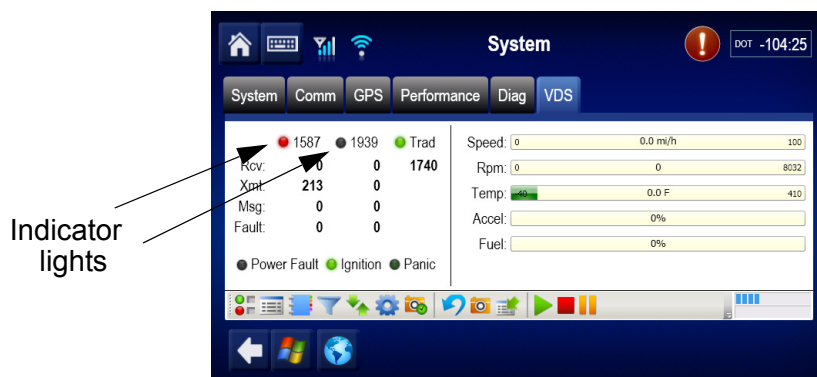 System
DOT -104:25
System Comm GPS Performance Diag VDS
1587 1939 Trad
Rcv: 0 0 1740
Xmt: 213 0
Msg: 0 0
Fault: 0 0
Power Fault Ignition Panic
Speed: 0 0.0 mi/h 100
Rpm: 0 0 8032
Temp: -40 0.0 F 410
Accel: 0%
Fuel: 0%
Indicator
lights